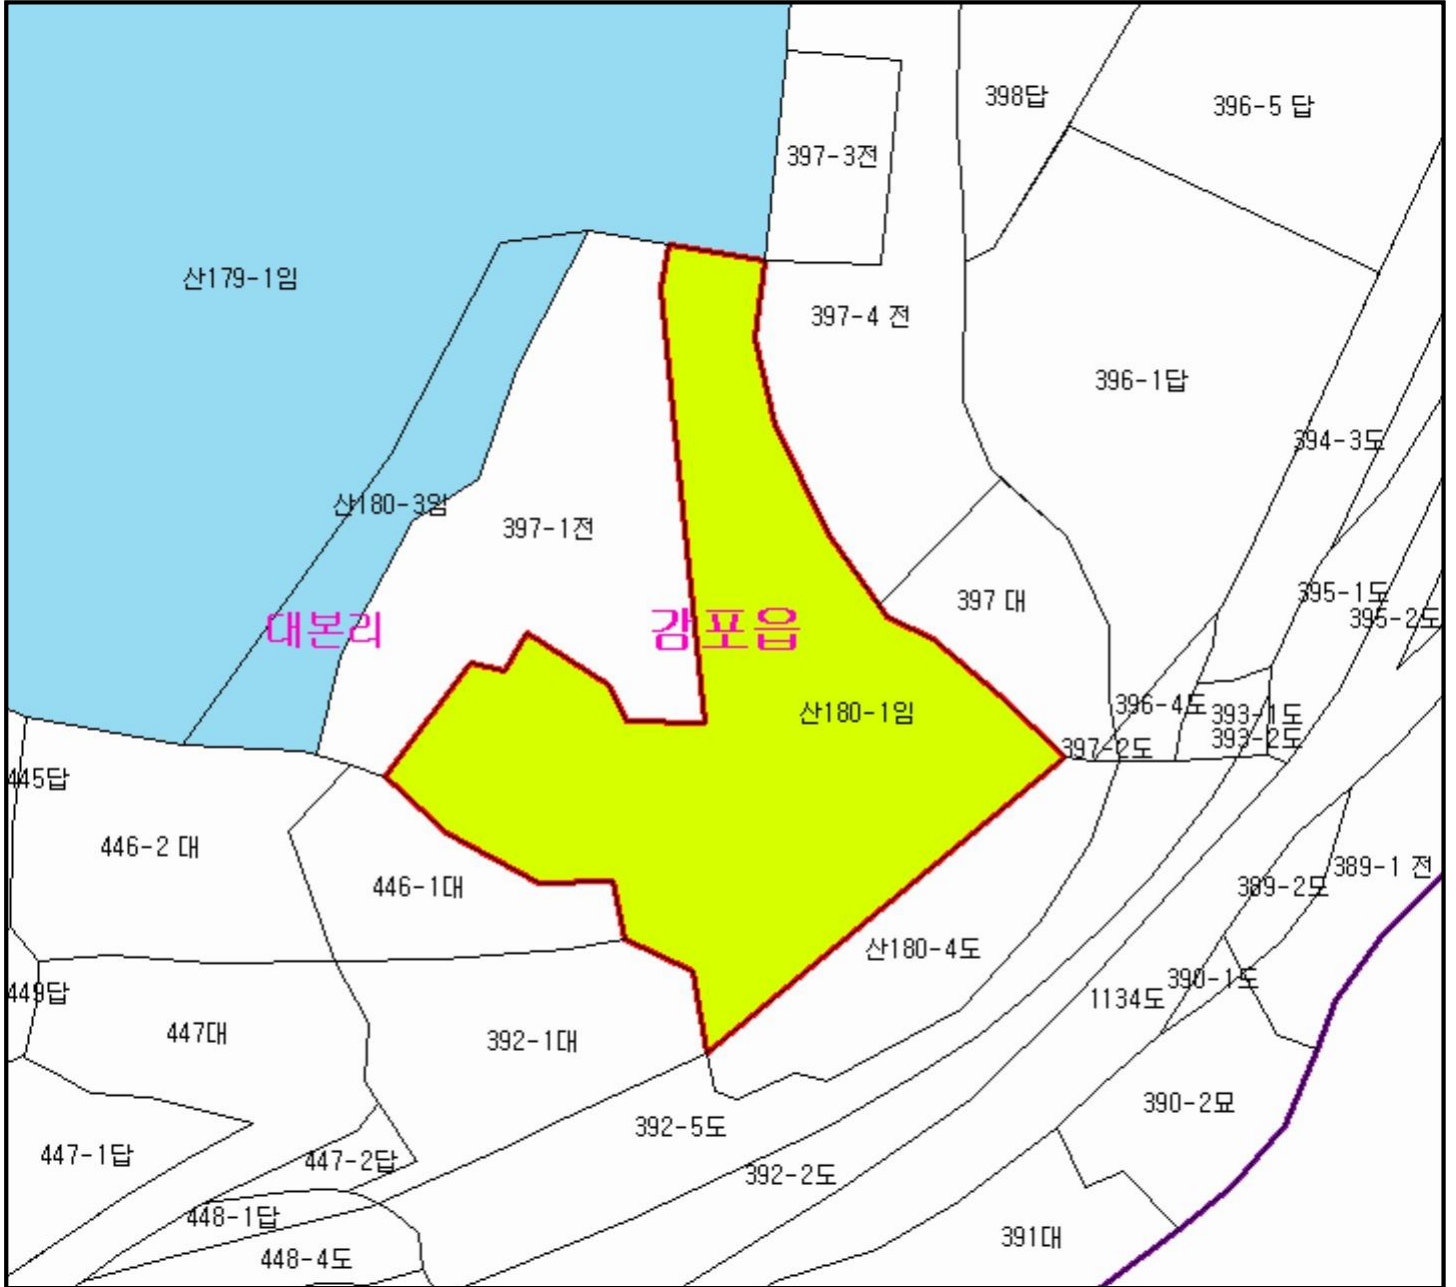 398답
396-5 답
397-3전
산179-1임
397-4 전
396-1답
394-3도
산180-3임
397-1전
395-1도
397 대
395-2도
대본리
감포읍
396-4도
산180-1임
393-1도
393-2도
397-2도
445답
446-2 대
389-1 전
446-1대
389-2도
산180-4도
390-1도
449답
1134도
447대
392-1대
390-2묘
392-5도
447-1답
447-2답
392-2도
448-1답
391대
448-4도